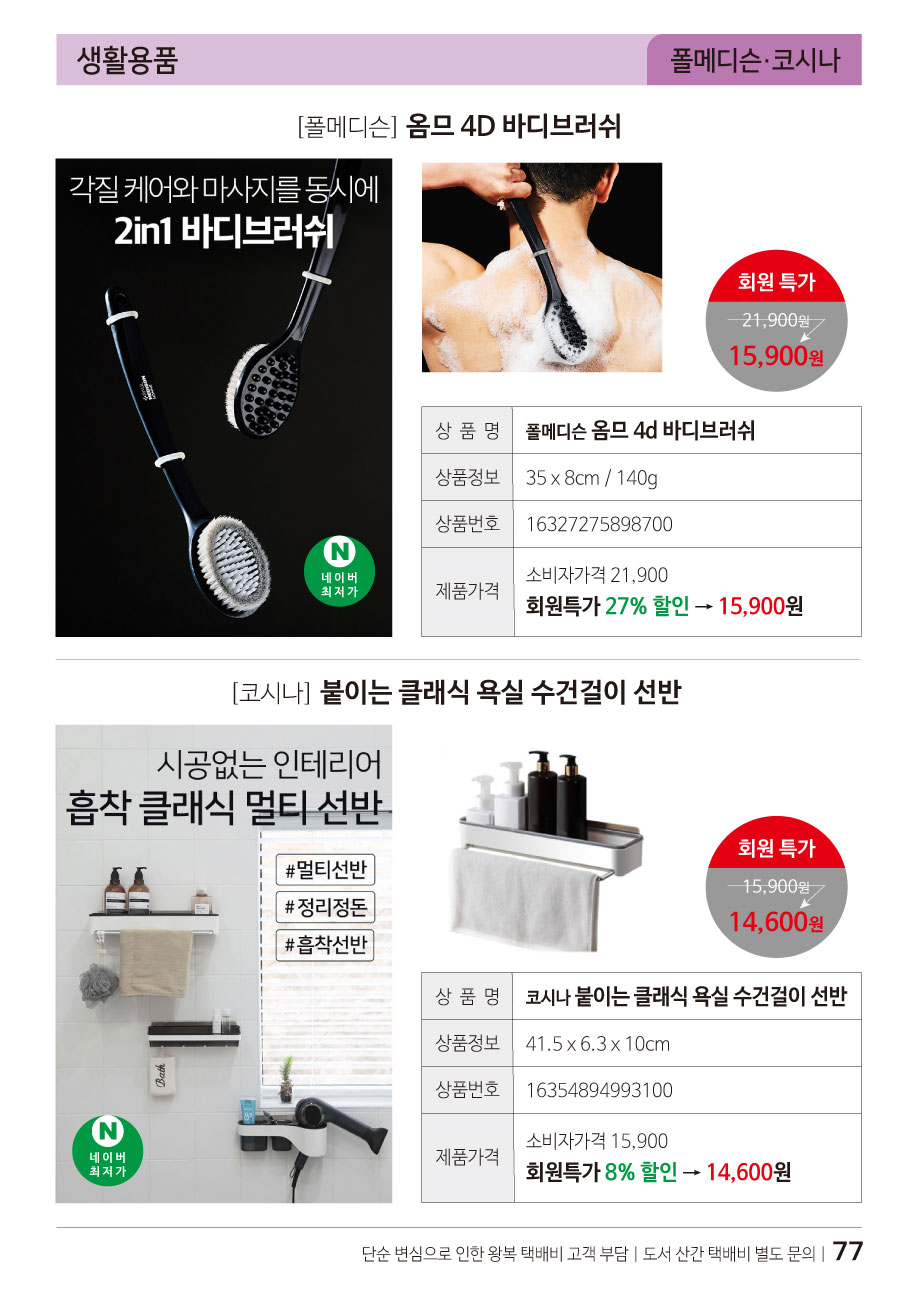 생활용품
폴메디슨·코시나
[폴메디슨] 옴므 4D 바디브러쉬
각질 케어와 마사지를 동시에
2in1 바디브러쉬
N
네이버
최저가
회원 특가
21,900원
15,900원
상 품 명
폴메디슨 옴므 4d 바디브러쉬
상품정보
35 x 8cm / 140g
상품번호
16327275898700
제품가격
소비자가격 21,900
회원특가 27% 할인 → 15,900원
[코시나] 붙이는 클래식 욕실 수건걸이 선반
시공없는 인테리어
흡착 클래식 멀티 선반
#멀티선반
#정리정돈
#흡착선반
Bath
N
네이버
최저가
회원 특가
15,900원
14,600원
상 품 명
코시나 붙이는 클래식 욕실 수건걸이 선반
상품정보
41.5 x 6.3 x 10cm
상품번호
16354894993100
제품가격
소비자가격 15,900
회원특가 8% 할인 → 14,600원
단순 변심으로 인한 왕복 택배비 고객 부담 | 도서 산간 택배비 별도 문의 | 77